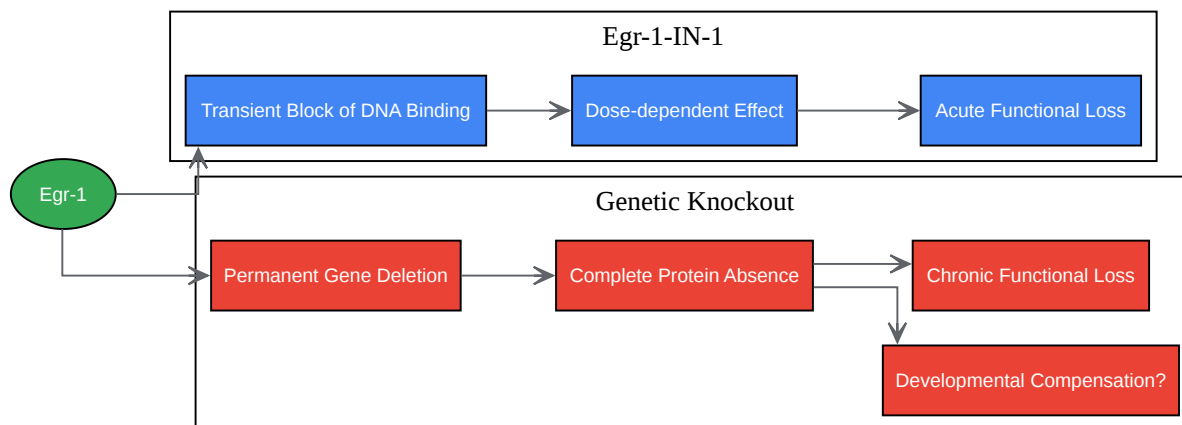 Egr-1-IN-1
Transient Block of DNA Binding
Dose-dependent Effect
Acute Functional Loss
Egr-1
Genetic Knockout
Permanent Gene Deletion
Complete Protein Absence
Chronic Functional Loss
Developmental Compensation?